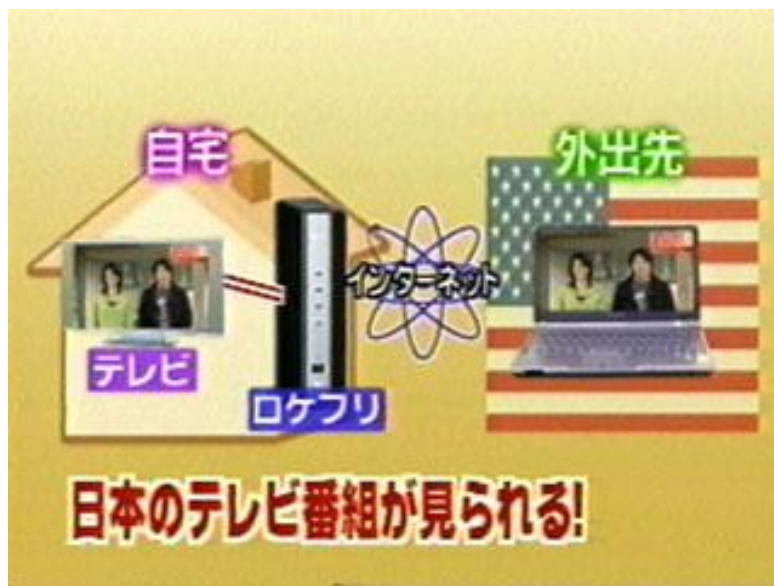 自宅
外出先
インターネット
テレビ
ロケフリ
日本のテレビ番組が見られる!